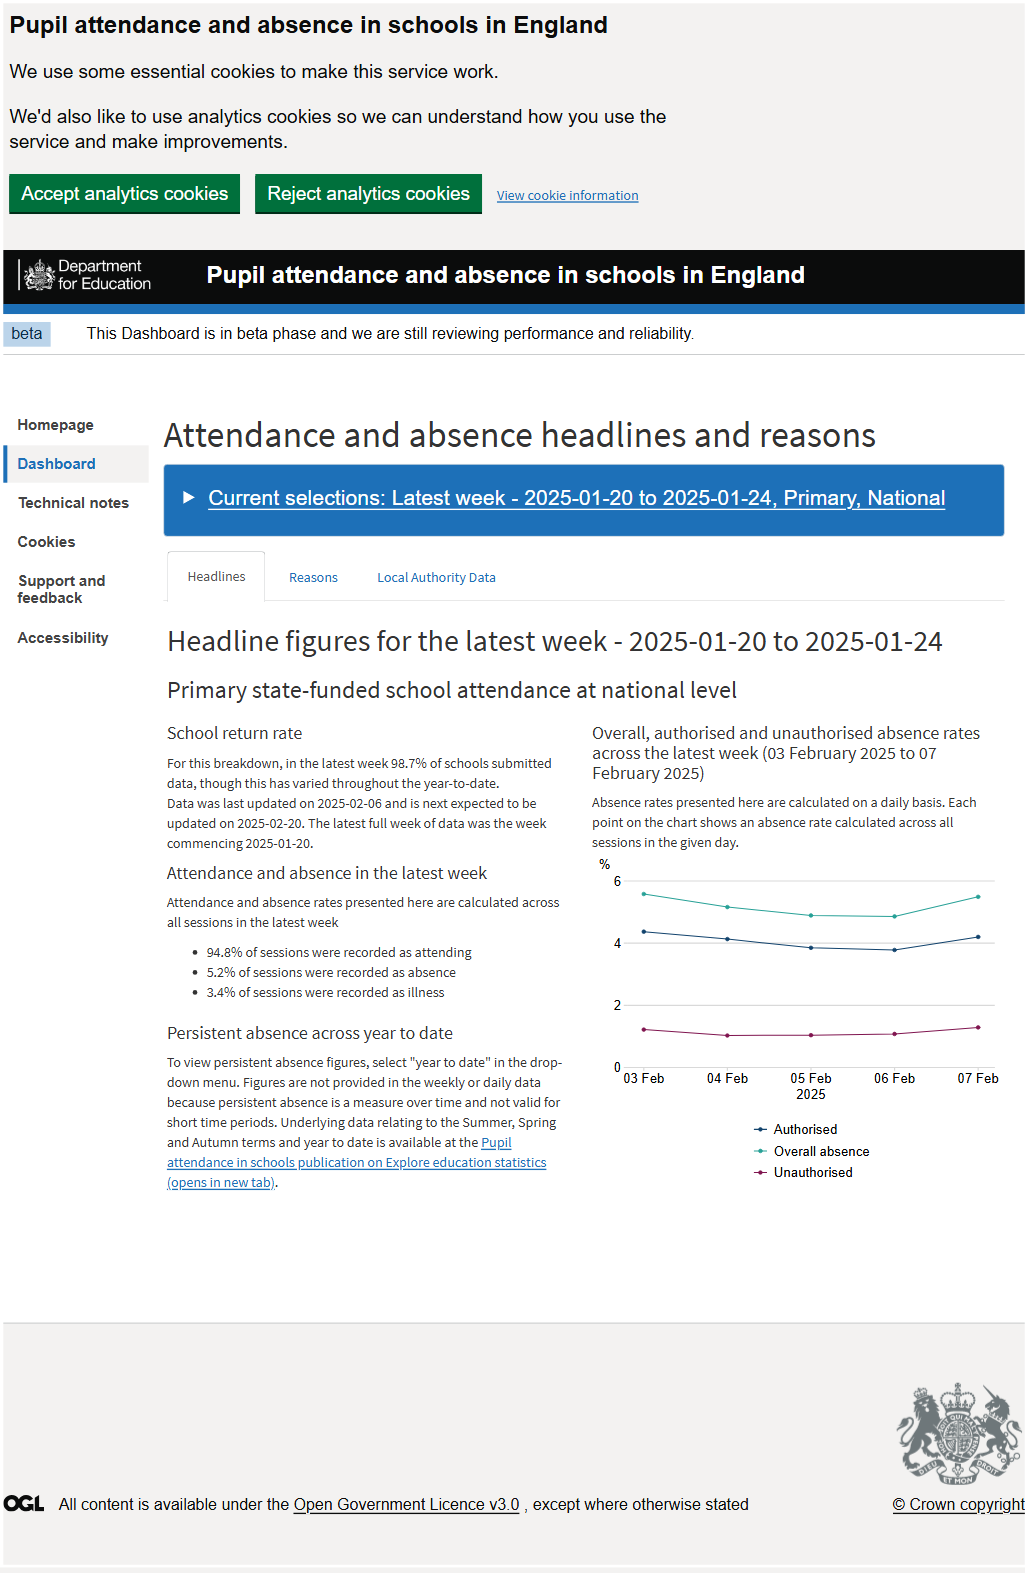 Pupil attendance and absence in schools in England
We use some essential cookies to make this service work.
We'd also like to use analytics cookies so we can understand how you use the
service and make improvements.
Accept analytics cookies
Reject analytics cookies
View cookie information
Department
for Education
Pupil attendance and absence in schools in England
beta
This Dashboard is in beta phase and we are still reviewing performance and reliability.
Homepage
Dashboard
Technical notes
Cookies
Support and
feedback
Accessibility
Attendance and absence headlines and reasons
Current selections: Latest week - 2025-01-20 to 2025-01-24, Primary, National
Headlines
Reasons
Local Authority Data
Headline figures for the latest week - 2025-01-20 to 2025-01-24
Primary state-funded school attendance at national level
School return rate
For this breakdown, in the latest week 98.7% of schools submitted
data, though this has varied throughout the year-to-date.
Data was last updated on 2025-02-06 and is next expected to be
updated on 2025-02-20. The latest full week of data was the week
commencing 2025-01-20.
Attendance and absence in the latest week
Attendance and absence rates presented here are calculated across
all sessions in the latest week
• 94.8% of sessions were recorded as attending
• 5.2% of sessions were recorded as absence
• 3.4% of sessions were recorded as illness
Persistent absence across year to date
To view persistent absence figures, select "year to date" in the drop-
down menu. Figures are not provided in the weekly or daily data
because persistent absence is a measure over time and not valid for
short time periods. Underlying data relating to the Summer, Spring
and Autumn terms and year to date is available at the Pupil
attendance in schools publication on Explore education statistics
(opens in new tab).
Overall, authorised and unauthorised absence rates
across the latest week (03 February 2025 to 07
February 2025)
Absence rates presented here are calculated on a daily basis. Each
point on the chart shows an absence rate calculated across all
sessions in the given day.
%
6
4
2
0
03 Feb
04 Feb
05 Feb
2025
06 Feb
07 Feb
Authorised
Overall absence
Unauthorised
DIEU ET MON DROIT
OGL
All content is available under the Open Government Licence v3.0 , except where otherwise stated
© Crown copyright